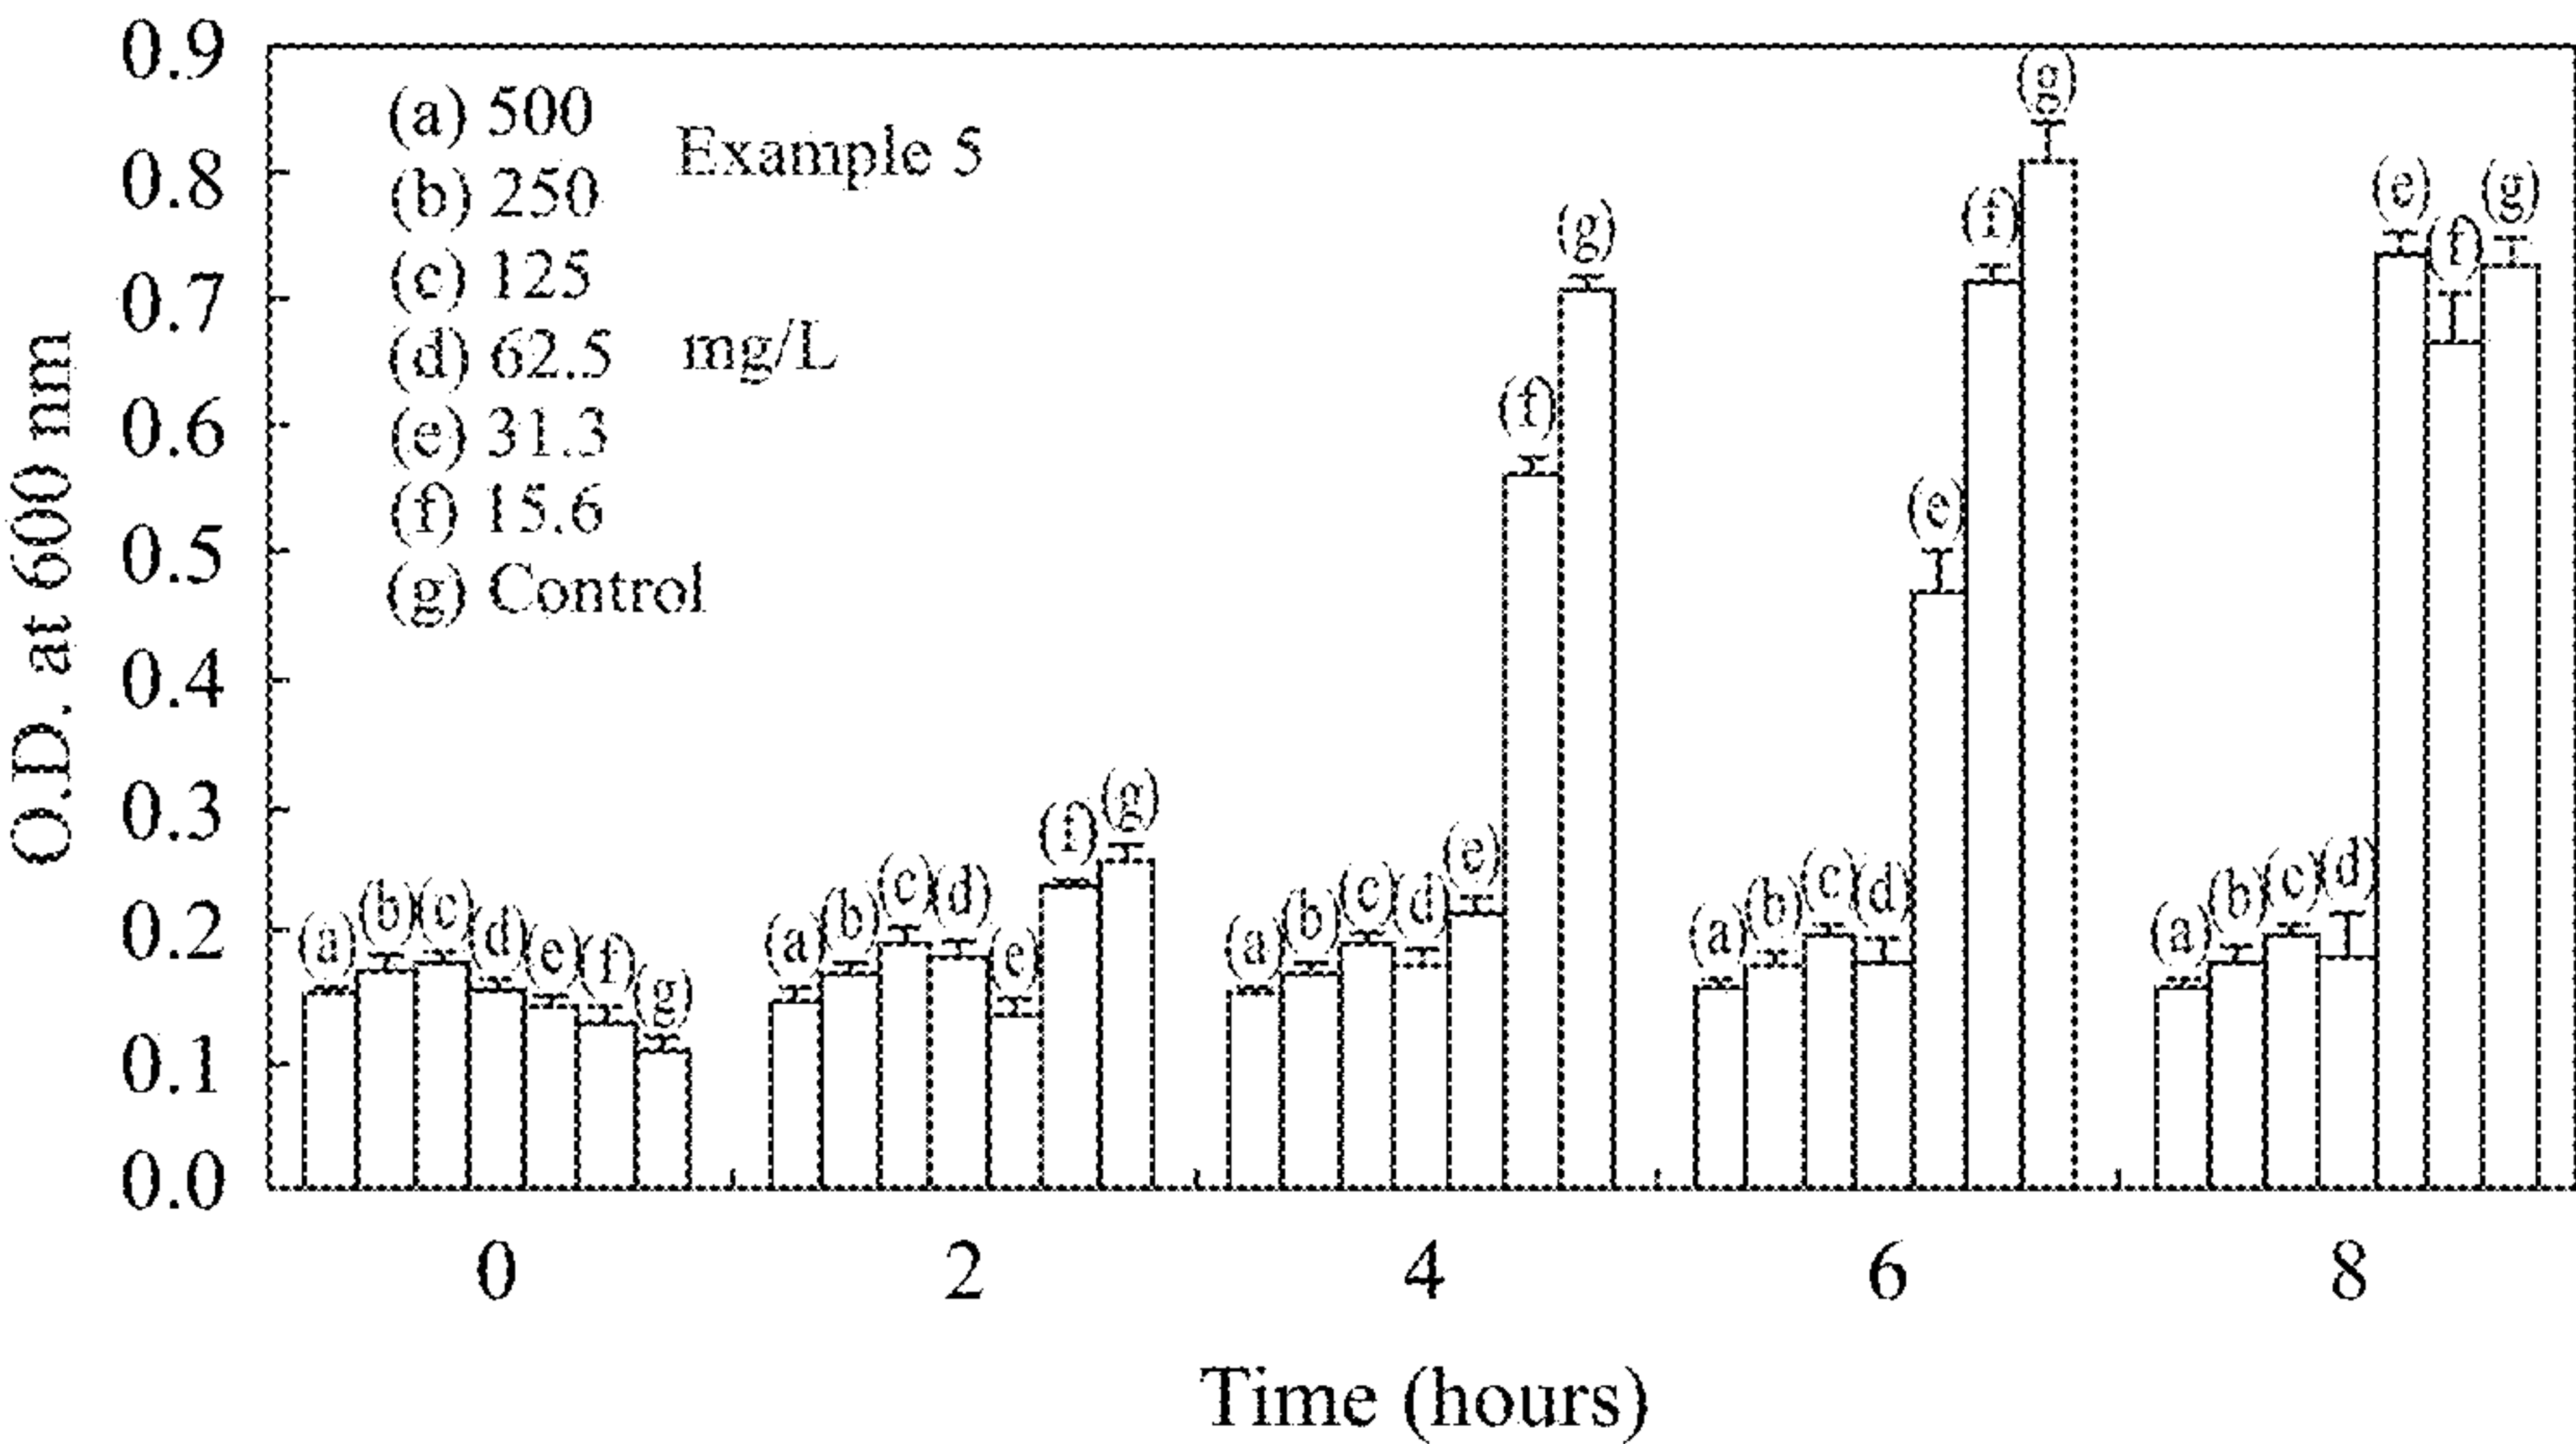 0.9
0.8
0.7
0.6
0.5
0.4
0.3
0.2
0.1
0.0
O.D. at 600 nm
(a) 500
(b) 250
(c) 125
(d) 62.5
(e) 31.3
(f) 15.6
(g) Control
Example 5
mg/L
(a) (b) (c) (d) (e) (f) (g)
(a) (b) (c) (d) (e) (f) (g)
(a) (b) (c) (d) (e) (f) (g)
(a) (b) (c) (d) (e) (f) (g)
(a) (b) (c) (d) (e) (f) (g)
0 2 4 6 8
Time (hours)